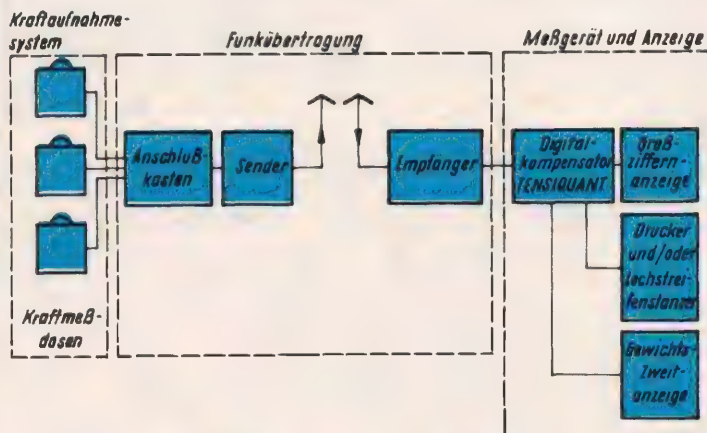 Kraftaufnahme-
system
Funkübertragung
Meßgerät und Anzeige
Anschluß-
kasten
Sender
Empfänger
Digital-
kompensator
TENSIQUANT
Groß-
ziffern-
anzeige
Drucker
und/oder
Lochstrei-
fenstanzer
Kraftmeß-
dosen
Gewichts-
Zweit-
anzeige